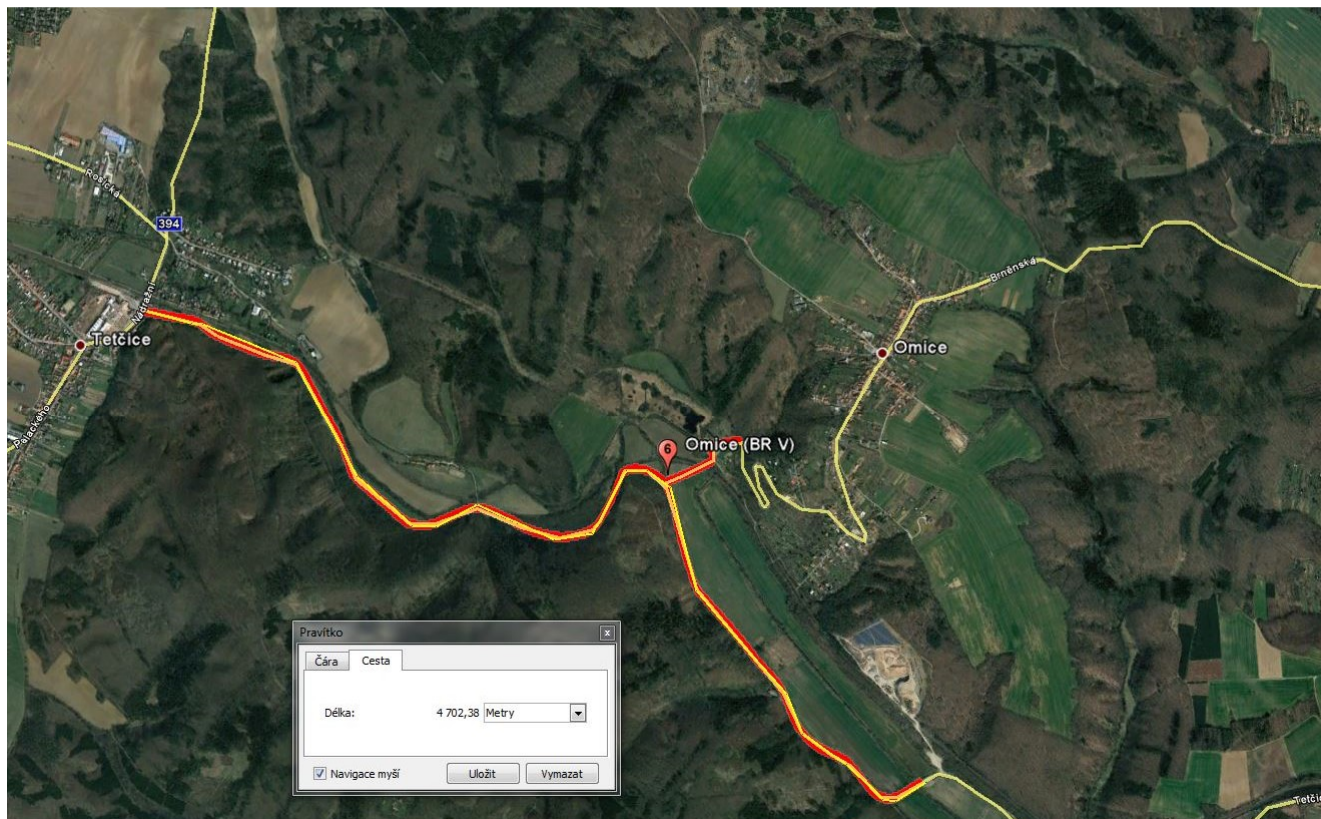 Rosická
394
Nádražní
Tetčice
Palackého
Brněnská
Omice
6
Omice (BR V)
Pravítko
x
Čára
Cesta
Délka:
4 702,38
Metry
Navigace myší
Uložit
Vymazat
Tetčic